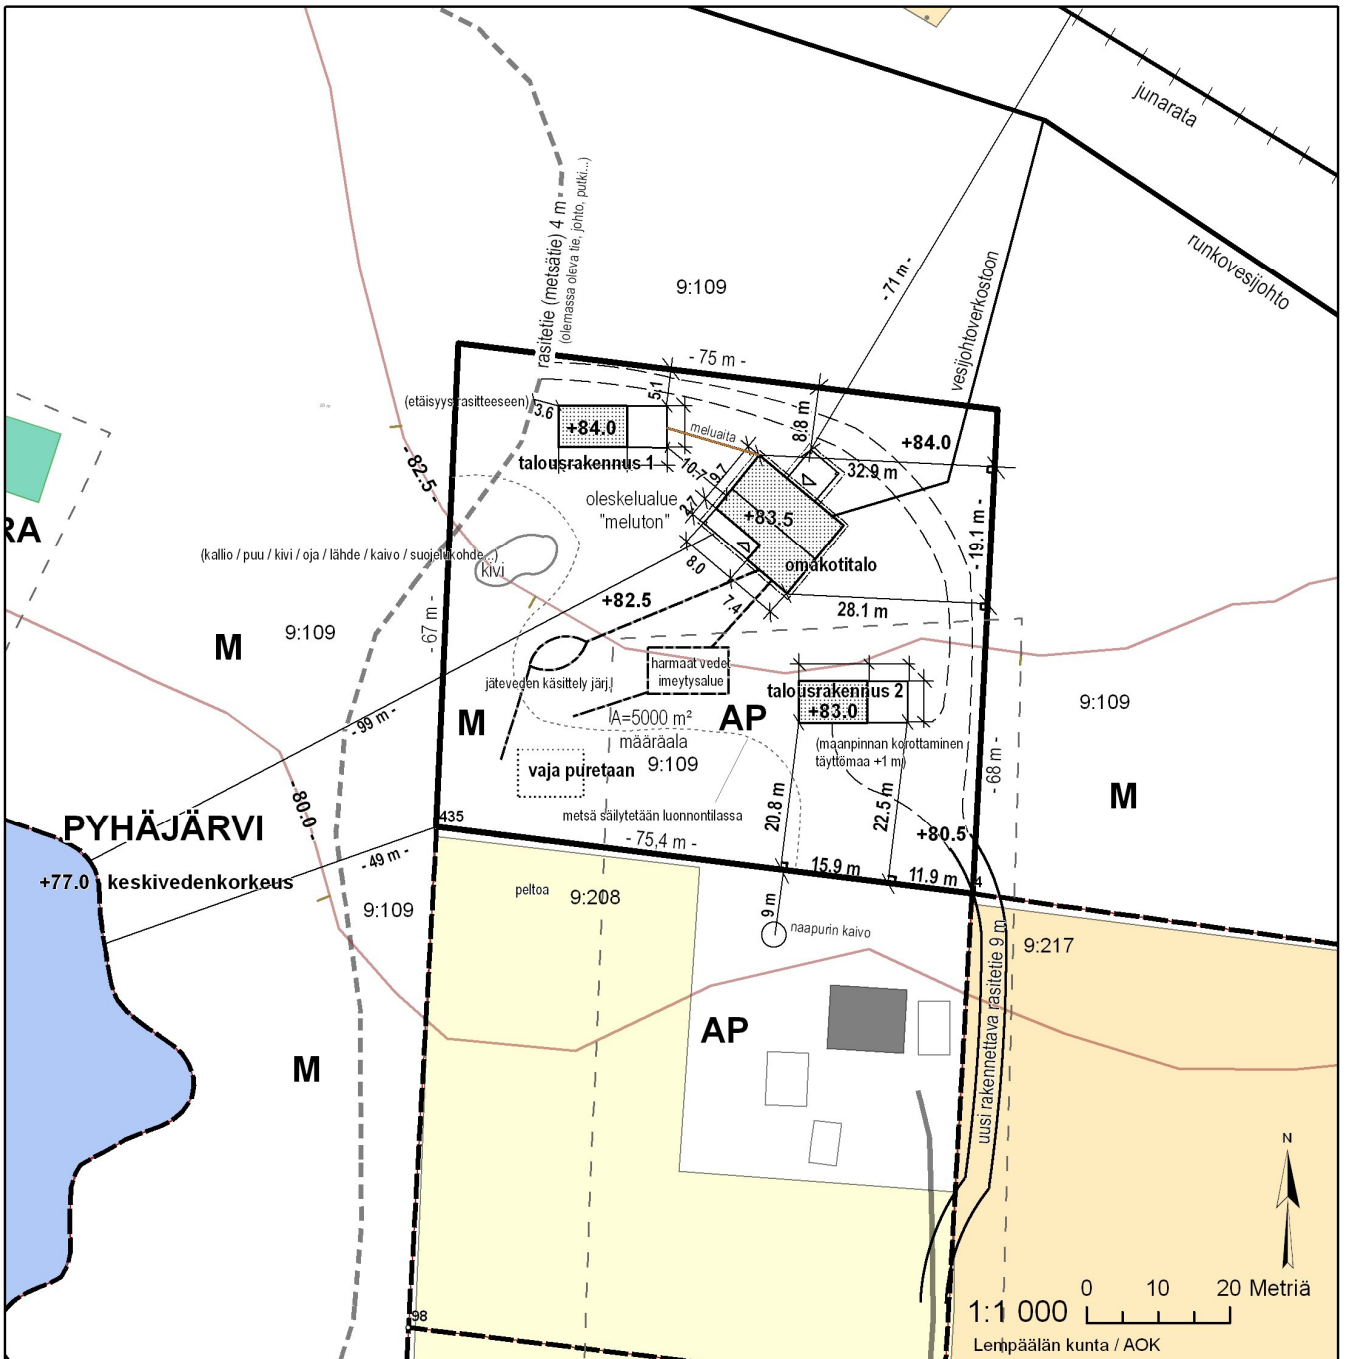 junarata
runkovesijohto
rasitetie (metsätie) 4 m -
(olemassa oleva tie, johto, putki...)
9:109
- 71 m -
vesijohtoverkostoon
- 75 m -
5.1
(etäisyys rasitteeseen)
3.6
+84.0
meluaita
8.8 m
+84.0
talousrakennus 1
10.7
9.7
32.9 m
- 82.5 -
oleskelualue
"meluton"
2.7
+83.5
- 19.1 m -
RA
(kallio / puu / kivi / oja / lähde / kaivo / suojelukohde...)
kivi
8.0
omakotitalo
+82.5
7.4
28.1 m
- 67 m -
9:109
M
harmaat vedet
imeytysalue
jäteveden käsittely järj.
talousrakennus 2
+83.0
9:109
- 99 m -
M
A=5000 m²
määräala
AP
9:109
(maanpinnan korottaminen
täyttömaa +1 m)
- 68 m -
vaja puretaan
M
- 80.0 -
metsä säilytetään luonnontilassa
20.8 m
22.5 m
435
PYHÄJÄRVI
+80.5
- 75,4 m -
- 49 m -
15.9 m
11.9 m
4
+77.0 keskivedenkorkeus
peltoa
9:208
9:109
9 m
naapurin kaivo
9:217
uusi rakennettava rasitetie 9 m
AP
M
N
98
0 10 20 Metriä
1:1 000
Lempäälän kunta / AOK